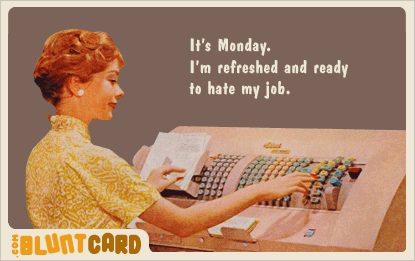 It's Monday.
I'm refreshed and ready
to hate my job.
.COM
BLUNTCARD